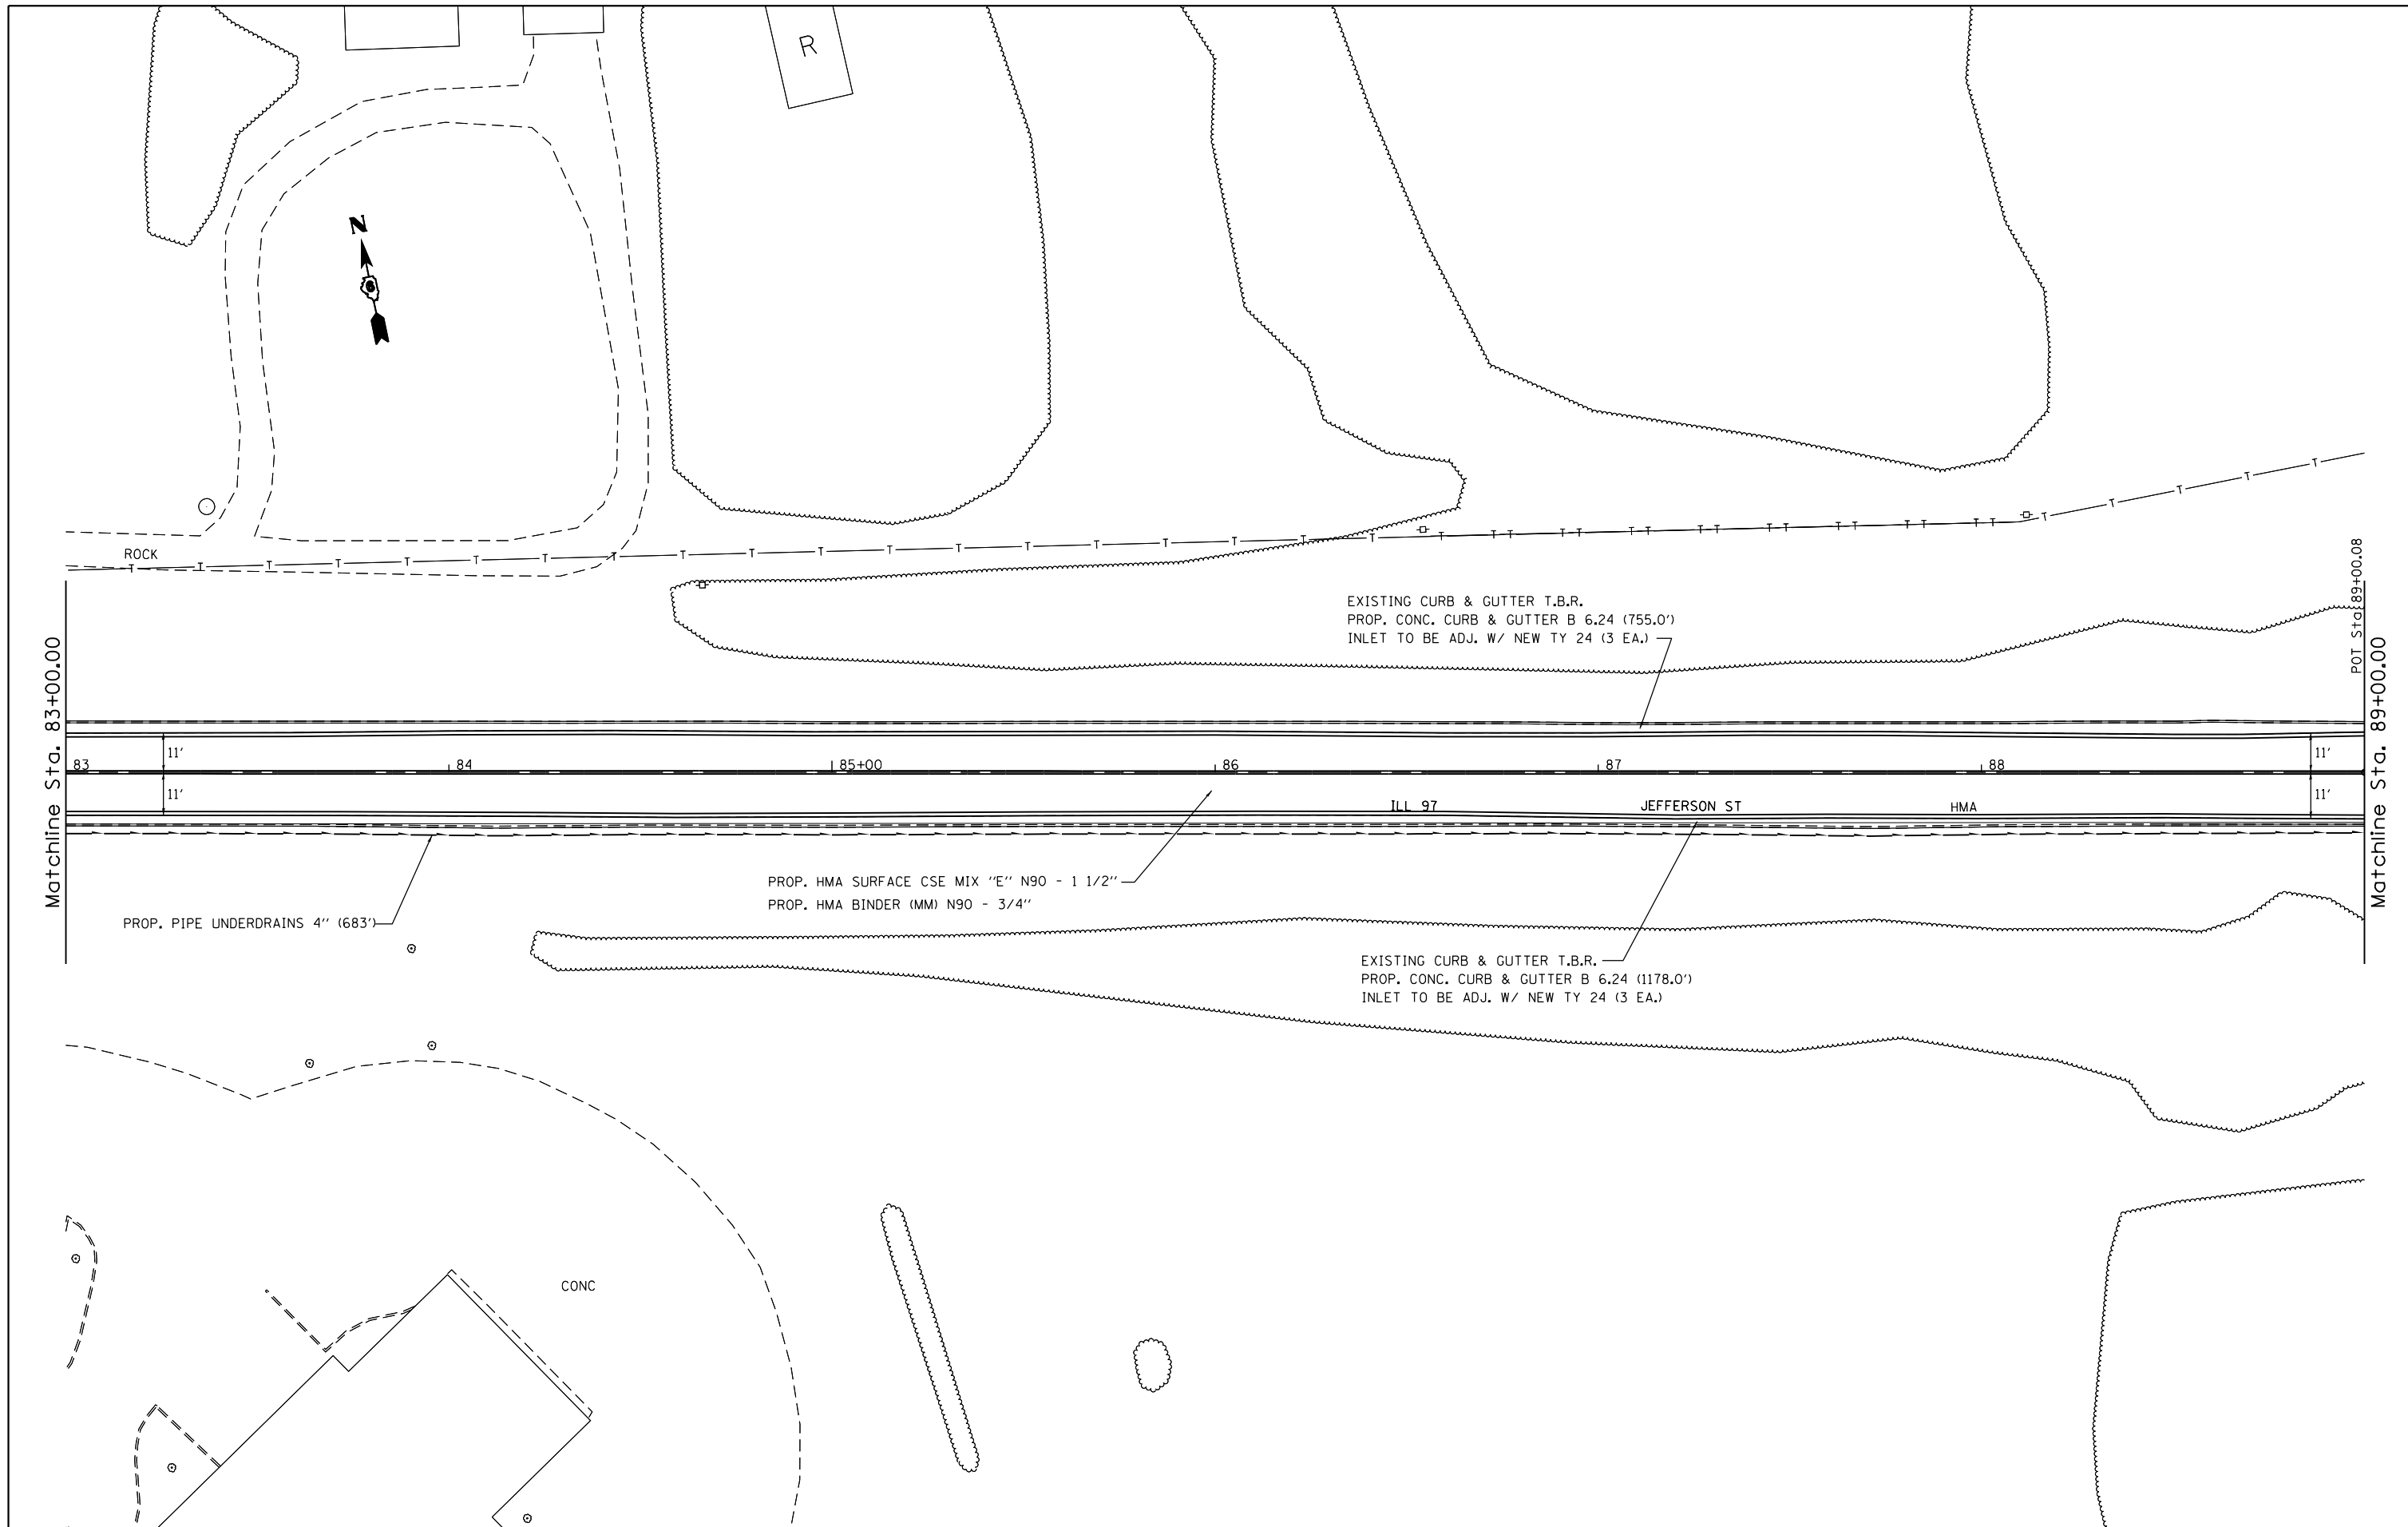 R
N
6
ROCK
POT Sta 89+00.08
EXISTING CURB & GUTTER T.B.R.
PROP. CONC. CURB & GUTTER B 6.24 (755.0')
INLET TO BE ADJ. W/ NEW TY 24 (3 EA.)
Matchline Sta. 83+00.00
Matchline Sta. 89+00.00
11'
11'
83
84
85+00
86
87
88
11'
11'
ILL 97
JEFFERSON ST
HMA
PROP. HMA SURFACE CSE MIX "E" N90 - 1 1/2"
PROP. HMA BINDER (MM) N90 - 3/4"
PROP. PIPE UNDERDRAINS 4" (683')
EXISTING CURB & GUTTER T.B.R.
PROP. CONC. CURB & GUTTER B 6.24 (1178.0')
INLET TO BE ADJ. W/ NEW TY 24 (3 EA.)
CONC